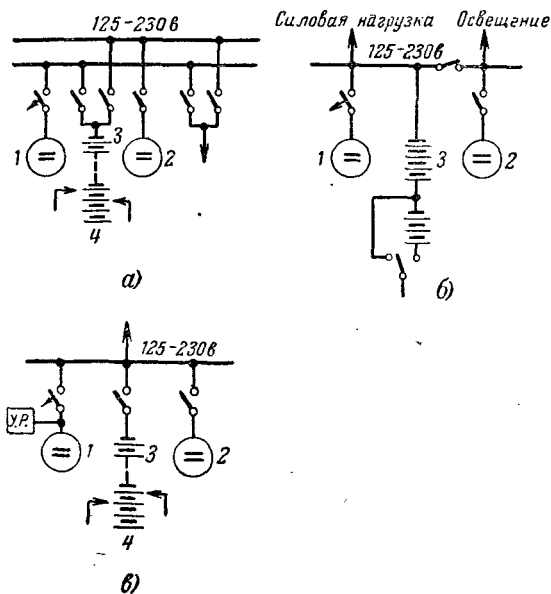 125-230в
1
3
2
4
а)
Силовая нагрузка
Освещение
125-230в
1
3
2
б)
125-230в
У.Р.
1
3
2
4
в)